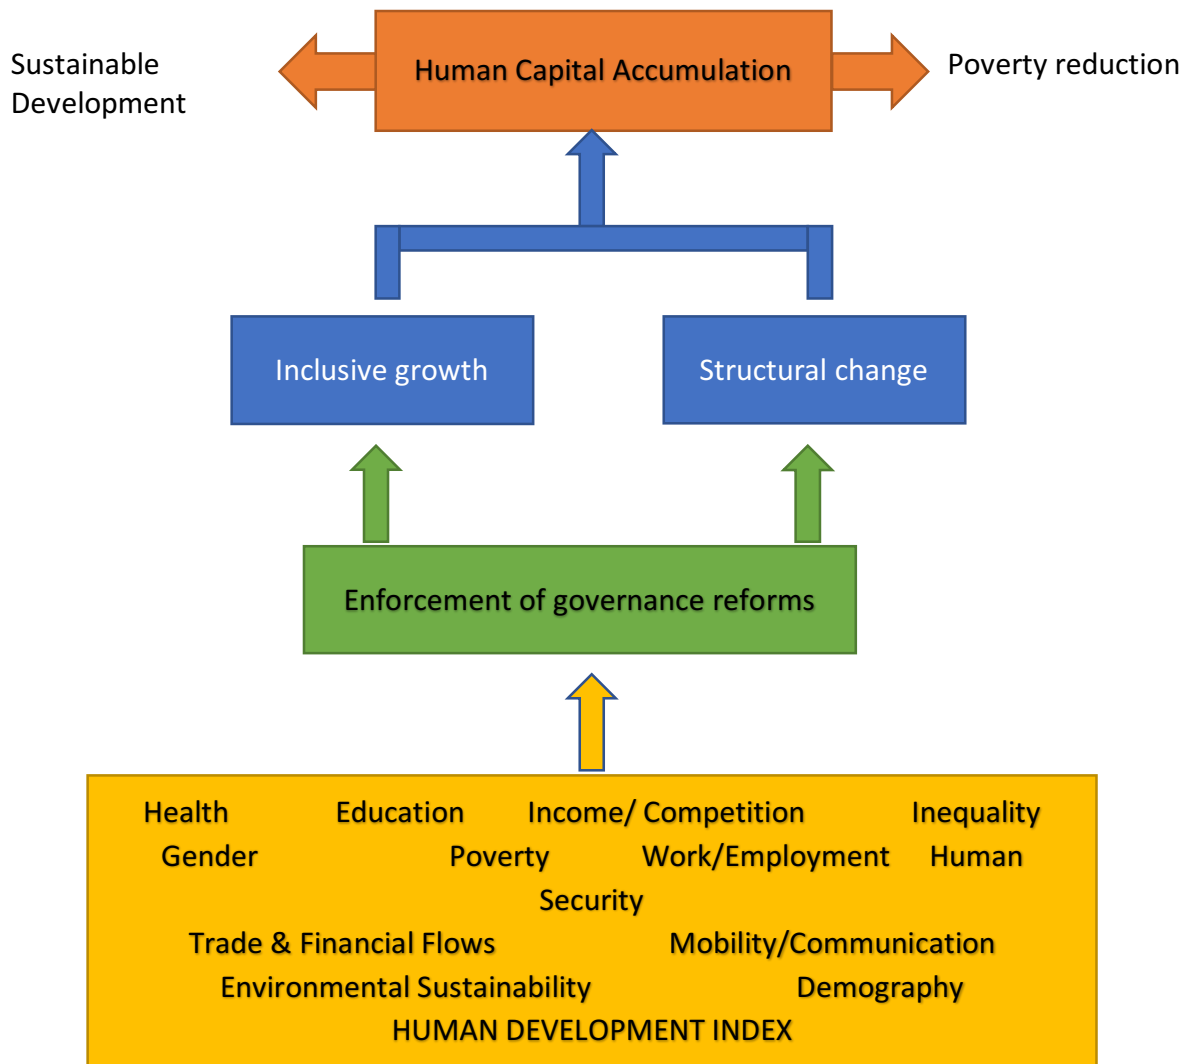 Sustainable
Development
Human Capital Accumulation
Poverty reduction
Inclusive growth
Structural change
Enforcement of governance reforms
Health Education Income/ Competition Inequality
Gender Poverty Work/Employment Human
Security
Trade & Financial Flows Mobility/Communication
Environmental Sustainability Demography
HUMAN DEVELOPMENT INDEX